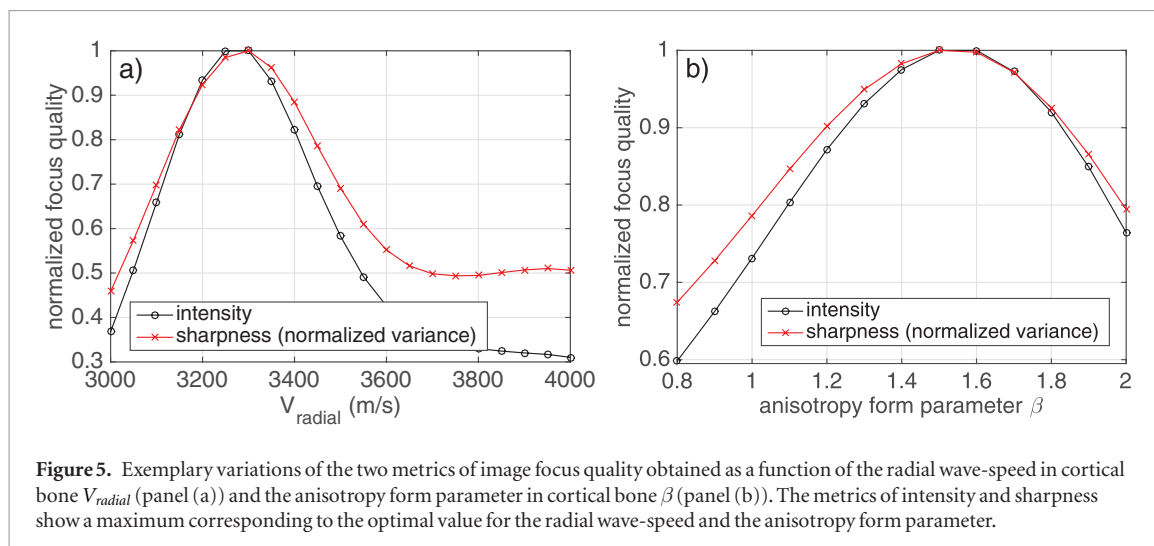 a)
normalized focus quality
1
0.9
0.8
0.7
0.6
0.5
0.4
0.3
intensity
sharpness (normalized variance)
3000 3200 3400 3600 3800 4000
V_radial (m/s)
b)
normalized focus quality
1
0.9
0.8
0.7
0.6
intensity
sharpness (normalized variance)
0.8 1 1.2 1.4 1.6 1.8 2
anisotropy form parameter β
Figure 5. Exemplary variations of the two metrics of image focus quality obtained as a function of the radial wave-speed in cortical
bone V_radial (panel (a)) and the anisotropy form parameter in cortical bone β (panel (b)). The metrics of intensity and sharpness
show a maximum corresponding to the optimal value for the radial wave-speed and the anisotropy form parameter.